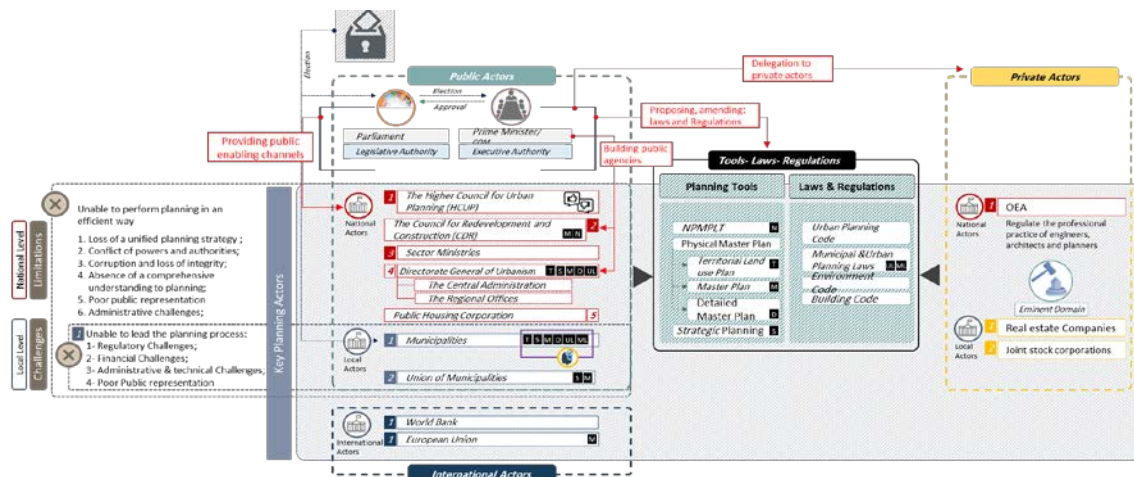 Election
Public Actors
Election
Approval
Parliament
Legislative Authority
Prime Minister/
COM
Executive Authority
Providing public
enabling channels
Building public
agencies
Delegation to
private actors
Proposing, amending;
laws and Regulations
Private Actors
National Level
Limitations
Local Level
Challenges
Unable to perform planning in an
efficient way
1. Loss of a unified planning strategy ;
2. Conflict of powers and authorities;
3. Corruption and loss of integrity;
4. Absence of a comprehensive
understanding to planning;
5. Poor public representation
6. Administrative challenges;
1 Unable to lead the planning process:
1- Regulatory Challenges;
2- Financial Challenges;
3- Administrative & technical Challenges,
4- Poor Public representation
Key Planning Actors
National
Actors
1 The Higher Council for Urban
Planning (HCUP)
The Council for Redevelopment and
Construction (CDR) M N 2
3 Sector Ministries
4 Directorate General of Urbanism T S M D UL
The Central Administration
The Regional Offices
Public Housing Corporation 5
Local
Actors
1 Municipalities T S M D UL ML
2 Union of Municipalities S M
International
Actors
1 World Bank
1 European Union M
International Actors
Tools- Laws- Regulations
Planning Tools
NPMPLT N
Physical Master Plan
Territorial Land
use Plan T
Master Plan M
Detailed
Master Plan D
Strategic Planning S
Laws & Regulations
Urban Planning
Code
Municipal &Urban
Planning Laws UL ML
Environment
Code
Building Code
National
Actors
1 OEA
Regulate the professional
practice of engineers,
architects and planners
Eminent Domain
Local
Actors
1 Real estate Companies
2 Joint stock corporations